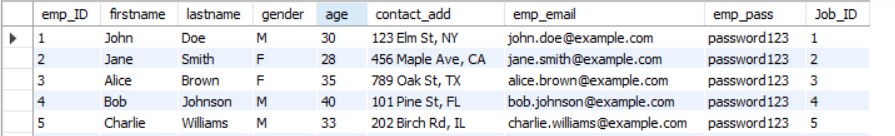 emp_ID firstname lastname gender age contact_add emp_email emp_pass Job_ID
1 John Doe M 30 123 Elm St, NY john.doe@example.com password123 1
2 Jane Smith F 28 456 Maple Ave, CA jane.smith@example.com password123 2
3 Alice Brown F 35 789 Oak St, TX alice.brown@example.com password123 3
4 Bob Johnson M 40 101 Pine St, FL bob.johnson@example.com password123 4
5 Charlie Williams M 33 202 Birch Rd, IL charlie.williams@example.com password123 5